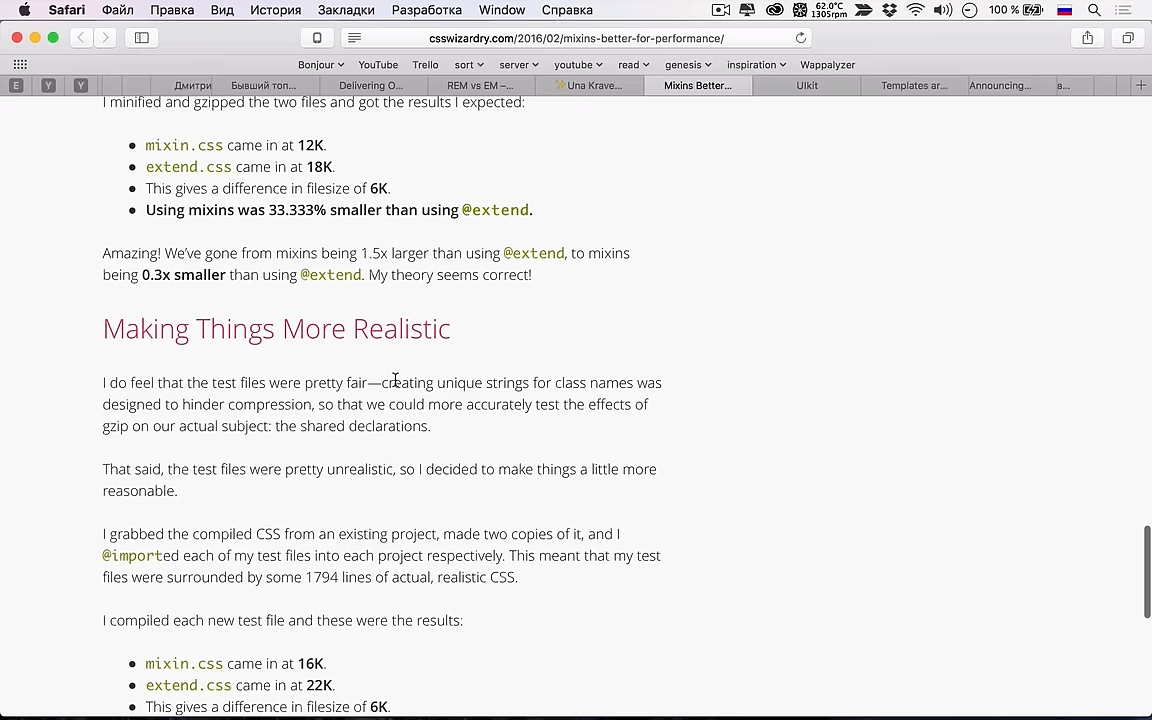 Safari Файл Правка Вид История Закладки Разработка Window Справка 62.0°C 1305rpm 100 %
csswizardry.com/2016/02/mixins-better-for-performance/
Bonjour YouTube Trello sort server youtube read genesis inspiration Wappalyzer
E Y Y Дмитри Бывший топ... Delivering O... REM vs EM –... ✨Una Krave... Mixins Better... UIkit Templates ar... Announcing... в...
I minified and gzipped the two files and got the results I expected:
• mixin.css came in at 12K.
• extend.css came in at 18K.
• This gives a difference in filesize of 6K.
• Using mixins was 33.333% smaller than using @extend.
Amazing! We’ve gone from mixins being 1.5x larger than using @extend, to mixins
being 0.3x smaller than using @extend. My theory seems correct!
Making Things More Realistic
I do feel that the test files were pretty fair—creating unique strings for class names was
designed to hinder compression, so that we could more accurately test the effects of
gzip on our actual subject: the shared declarations.
That said, the test files were pretty unrealistic, so I decided to make things a little more
reasonable.
I grabbed the compiled CSS from an existing project, made two copies of it, and I
@imported each of my test files into each project respectively. This meant that my test
files were surrounded by some 1794 lines of actual, realistic CSS.
I compiled each new test file and these were the results:
• mixin.css came in at 16K.
• extend.css came in at 22K.
• This gives a difference in filesize of 6K.